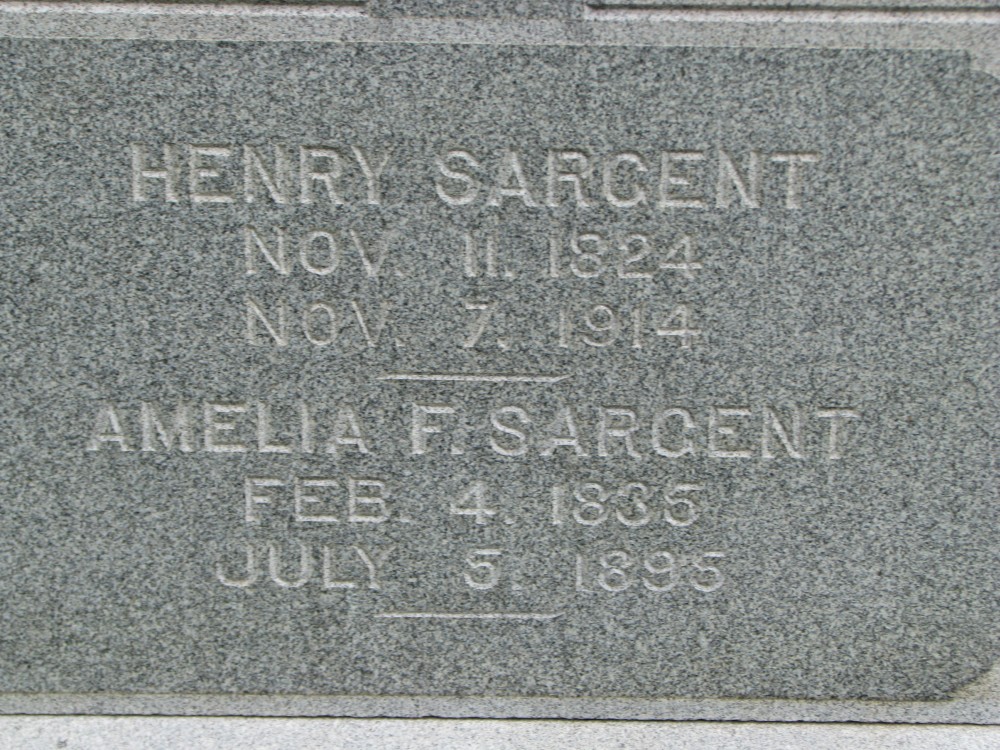 HENRY SARGENT
NOV. 11. 1824
NOV. 7. 1914
AMELIA F. SARGENT
FEB. 4. 1835
JULY 5. 1895